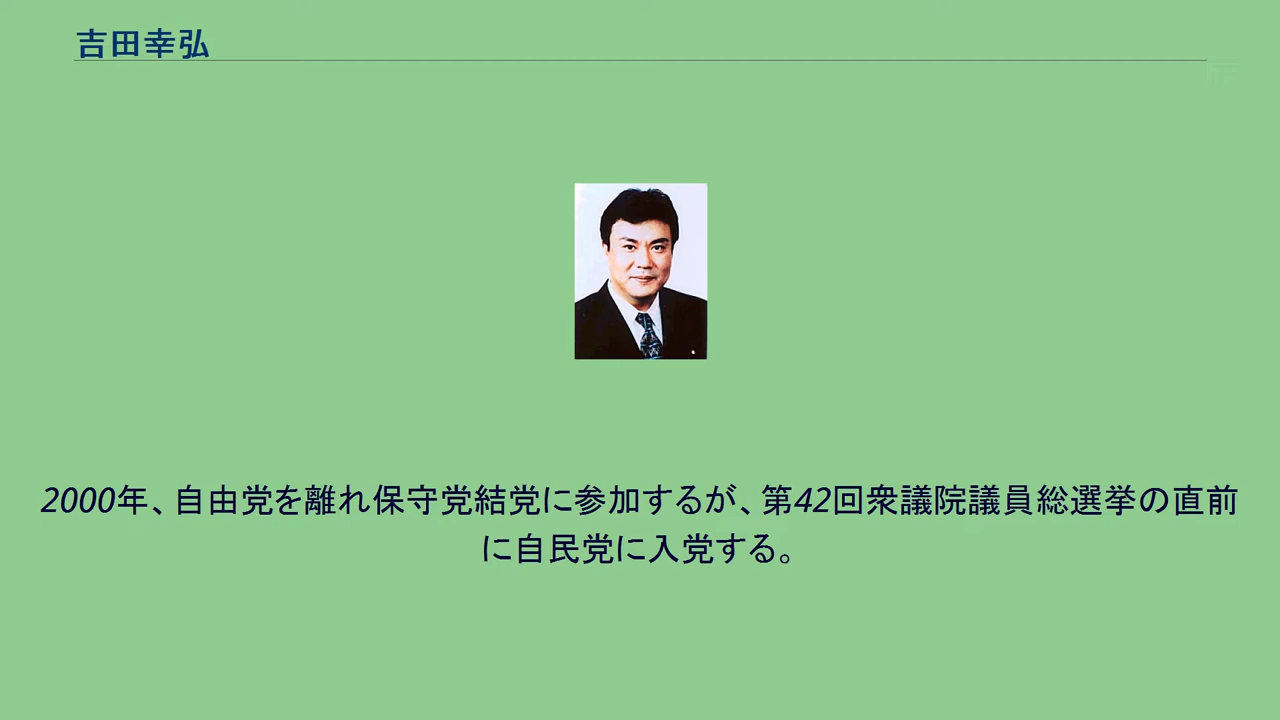 吉田幸弘
2000年、自由党を離れ保守党結党に参加するが、第42回衆議院議員総選挙の直前
に自民党に入党する。